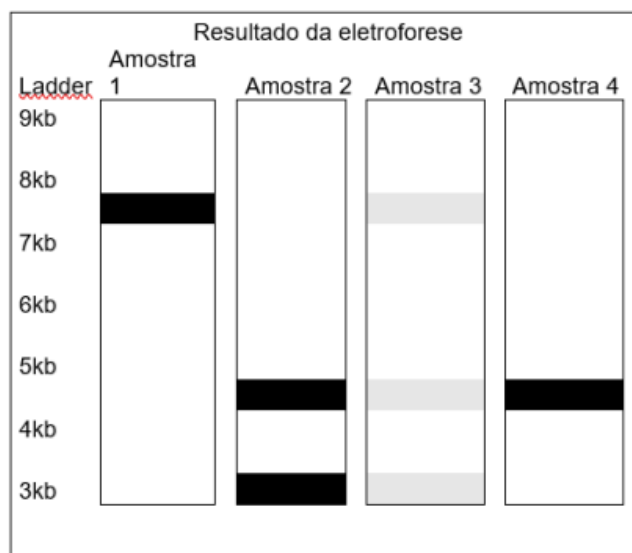 Resultado da eletroforese
Amostra
Ladder 1 Amostra 2 Amostra 3 Amostra 4
9kb
8kb
7kb
6kb
5kb
4kb
3kb